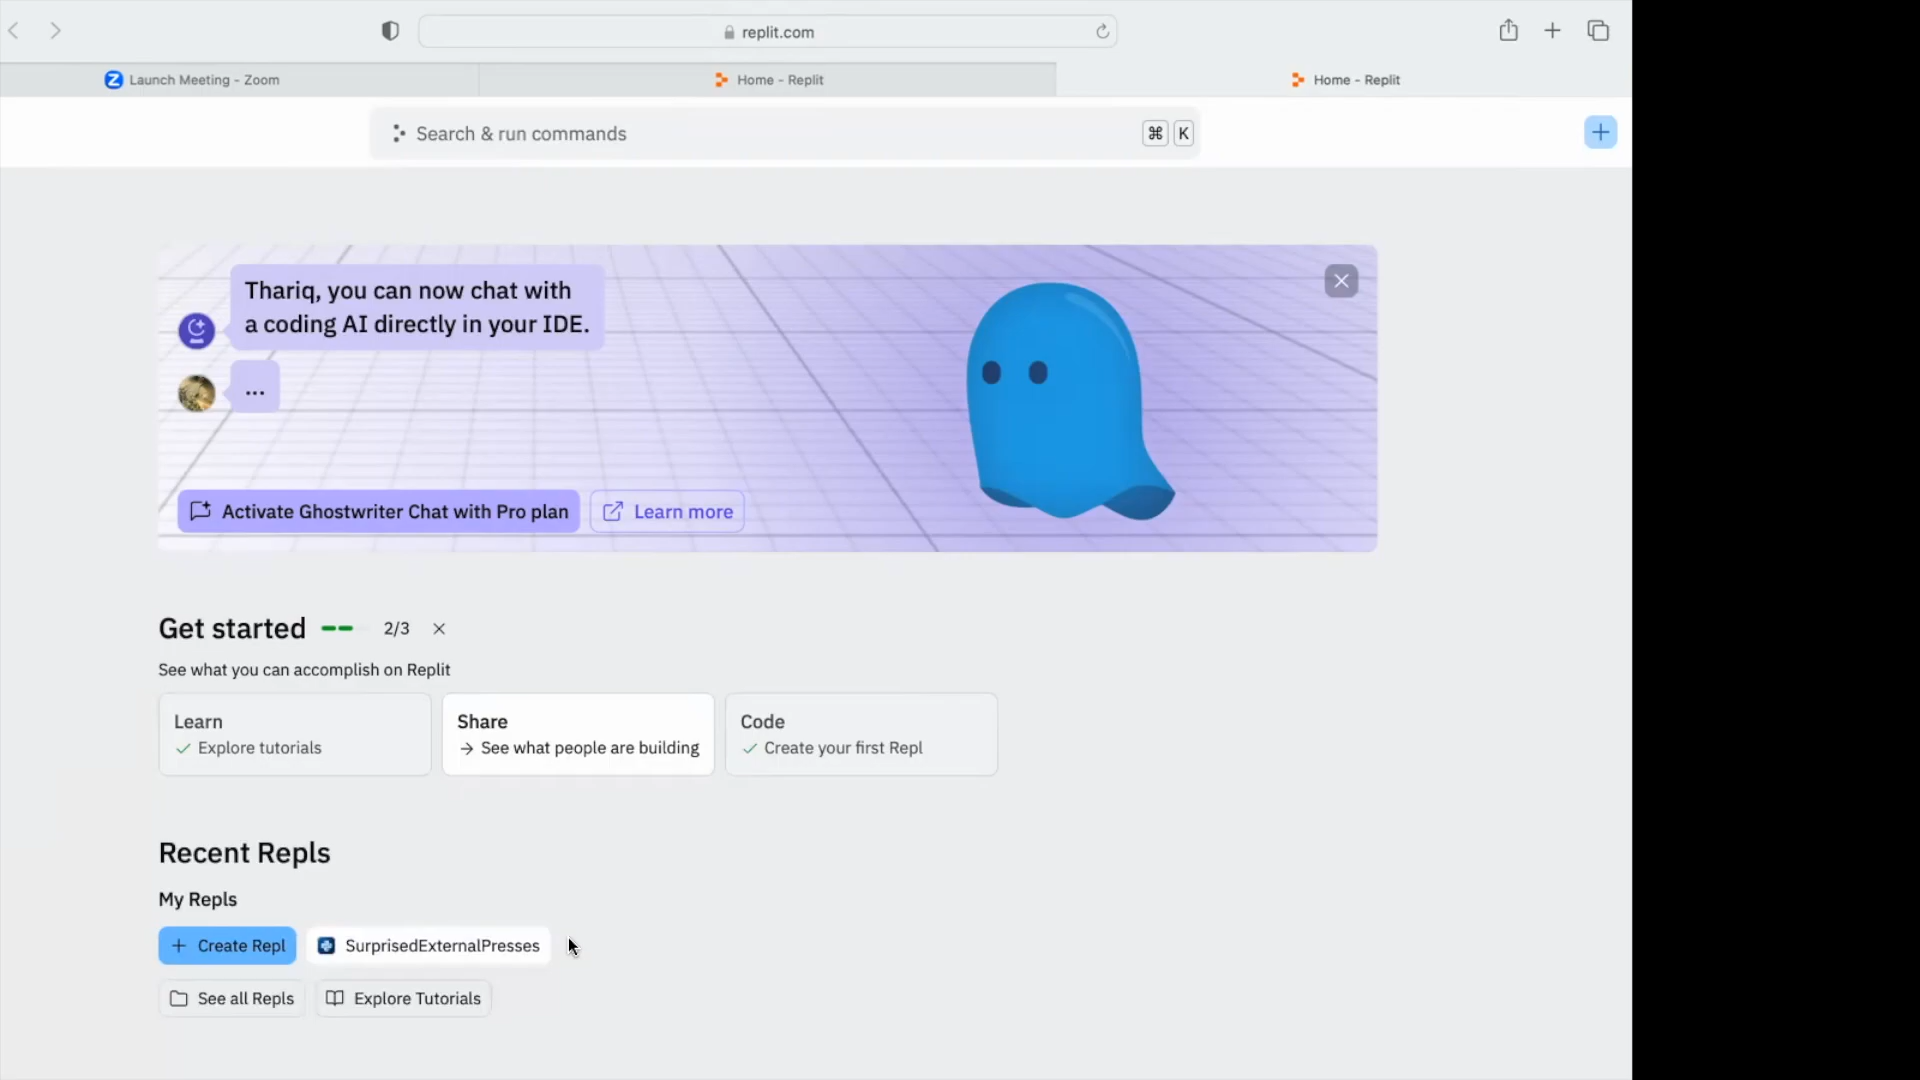 replit.com
Launch Meeting - Zoom
Home - Replit
Home - Replit
Search & run commands
⌘ K
Thariq, you can now chat with
a coding AI directly in your IDE.
...
Activate Ghostwriter Chat with Pro plan
Learn more
Get started 2/3
See what you can accomplish on Replit
Learn
Explore tutorials
Share
See what people are building
Code
Create your first Repl
Recent Repls
My Repls
Create Repl
SurprisedExternalPresses
See all Repls
Explore Tutorials